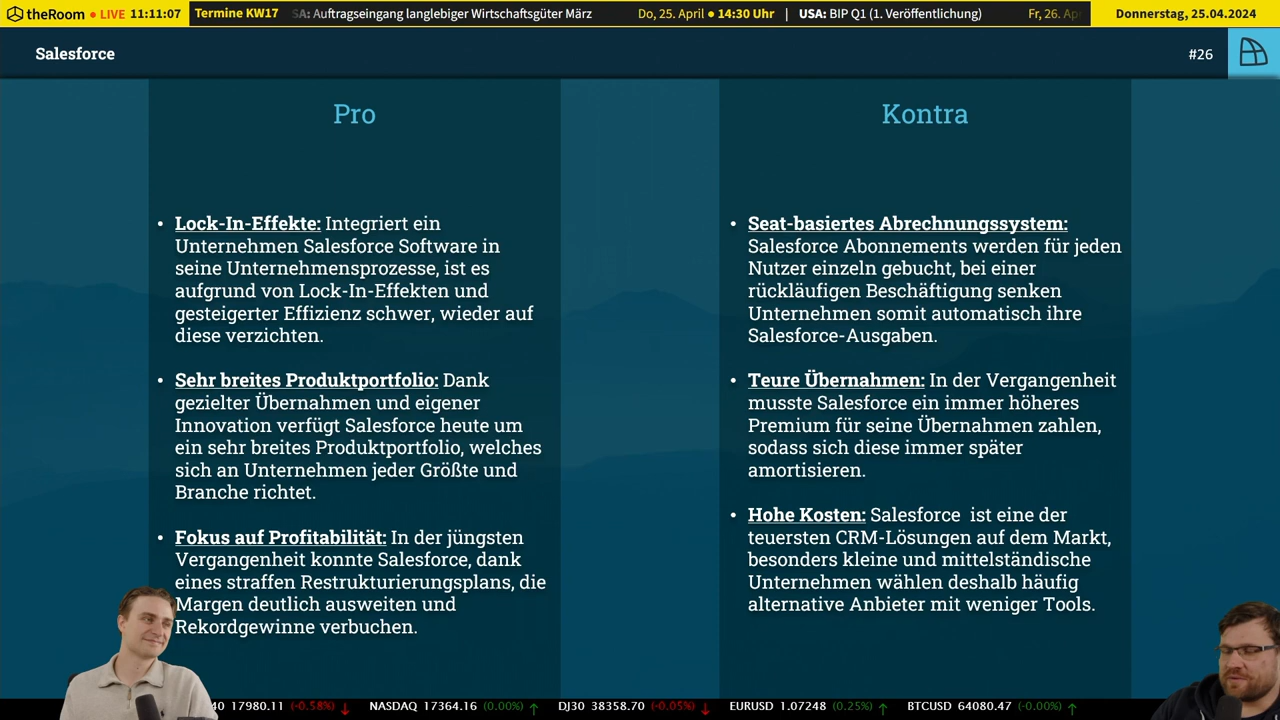 theRoom ● LIVE 11:11:07
Termine KW17
SA: Auftragseingang langlebiger Wirtschaftsgüter März Do, 25. April ● 14:30 Uhr | USA: BIP Q1 (1. Veröffentlichung) Fr, 26. Ap
Donnerstag, 25.04.2024
Salesforce
#26
Pro
• Lock-In-Effekte: Integriert ein
Unternehmen Salesforce Software in
seine Unternehmensprozesse, ist es
aufgrund von Lock-In-Effekten und
gesteigerter Effizienz schwer, wieder auf
diese verzichten.
• Sehr breites Produktportfolio: Dank
gezielter Übernahmen und eigener
Innovation verfügt Salesforce heute um
ein sehr breites Produktportfolio, welches
sich an Unternehmen jeder Größte und
Branche richtet.
• Fokus auf Profitabilität: In der jüngsten
Vergangenheit konnte Salesforce, dank
eines straffen Restrukturierungsplans, die
Margen deutlich ausweiten und
Rekordgewinne verbuchen.
Kontra
• Seat-basiertes Abrechnungssystem:
Salesforce Abonnements werden für jeden
Nutzer einzeln gebucht, bei einer
rückläufigen Beschäftigung senken
Unternehmen somit automatisch ihre
Salesforce-Ausgaben.
• Teure Übernahmen: In der Vergangenheit
musste Salesforce ein immer höheres
Premium für seine Übernahmen zahlen,
sodass sich diese immer später
amortisieren.
• Hohe Kosten: Salesforce  ist eine der
teuersten CRM-Lösungen auf dem Markt,
besonders kleine und mittelständische
Unternehmen wählen deshalb häufig
alternative Anbieter mit weniger Tools.
40 17980.11 (-0.58%) ↓ NASDAQ 17364.16 (0.00%) ↑ DJ30 38358.70 (-0.05%) ↓ EURUSD 1.07248 (0.25%) ↑ BTCUSD 64080.47 (-0.00%) ↑